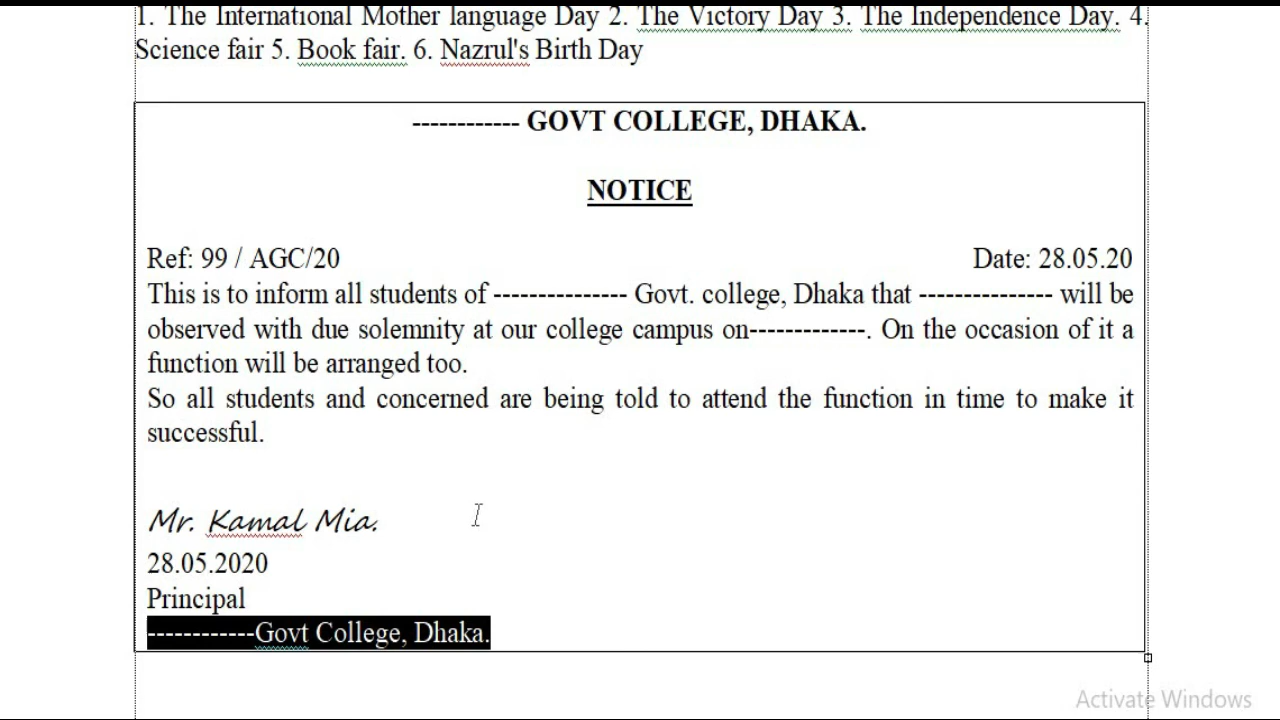 1. The International Mother language Day 2. The Victory Day 3. The Independence Day. 4.
Science fair 5. Book fair. 6. Nazrul's Birth Day
------------ GOVT COLLEGE, DHAKA.
NOTICE
Ref: 99 / AGC/20 Date: 28.05.20
This is to inform all students of --------------- Govt. college, Dhaka that --------------- will be
observed with due solemnity at our college campus on-------------. On the occasion of it a
function will be arranged too.
So all students and concerned are being told to attend the function in time to make it
successful.
Mr. Kamal Mia.
28.05.2020
Principal
------------Govt College, Dhaka.
Activate Windows